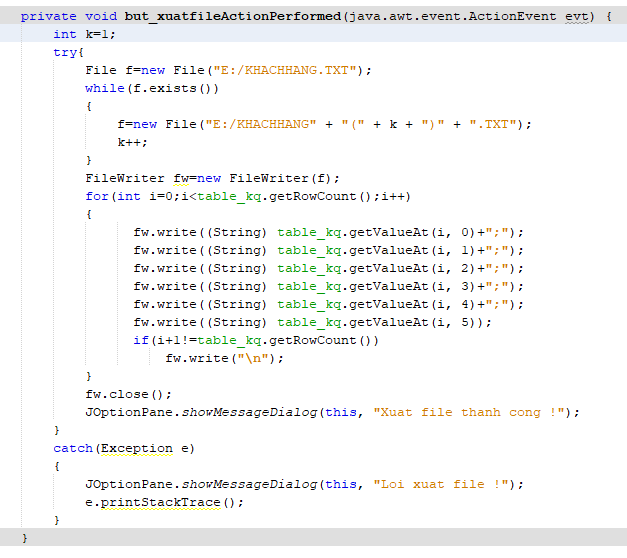 private void but_xuatfileActionPerformed(java.awt.event.ActionEvent evt) {
    int k=1;
    try{
        File f=new File("E:/KHACHHANG.TXT");
        while(f.exists())
        {
            f=new File("E:/KHACHHANG" + "(" + k + ")" + ".TXT");
            k++;
        }
        FileWriter fw=new FileWriter(f);
        for(int i=0;i<table_kq.getRowCount();i++)
        {
              fw.write((String) table_kq.getValueAt(i, 0)+";");
              fw.write((String) table_kq.getValueAt(i, 1)+";");
              fw.write((String) table_kq.getValueAt(i, 2)+";");
              fw.write((String) table_kq.getValueAt(i, 3)+";");
              fw.write((String) table_kq.getValueAt(i, 4)+";");
              fw.write((String) table_kq.getValueAt(i, 5));
              if(i+1!=table_kq.getRowCount())
                  fw.write("\n");
        }
        fw.close();
        JOptionPane.showMessageDialog(this, "Xuat file thanh cong !");
    }
    catch(Exception e)
    {
        JOptionPane.showMessageDialog(this, "Loi xuat file !");
        e.printStackTrace();
    }
}